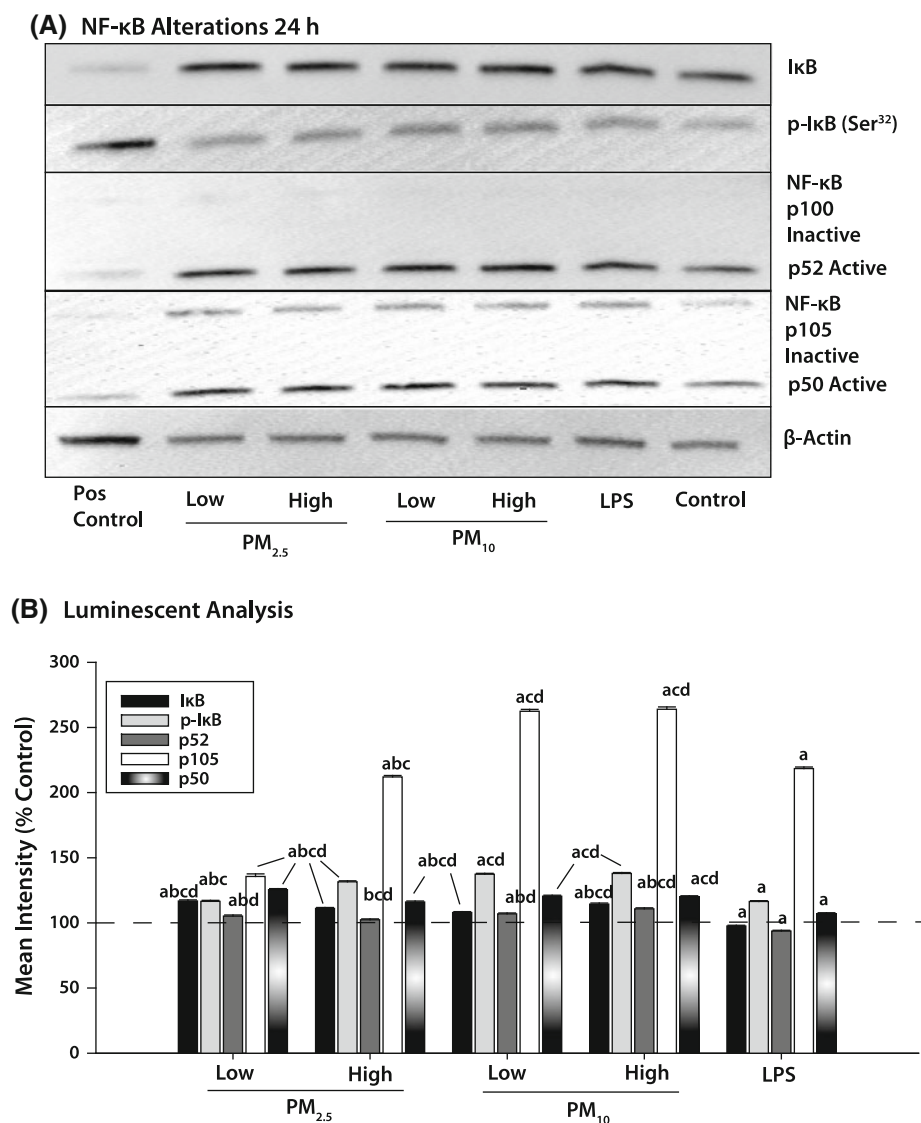 (A) NF-κB Alterations 24 h
IκB
p-IκB (Ser³²)
NF-κB
p100
Inactive
p52 Active
NF-κB
p105
Inactive
p50 Active
β-Actin
Pos Control
Low High Low High LPS Control
PM₂.₅ PM₁₀
(B) Luminescent Analysis
Mean Intensity (% Control)
300
250
200
150
100
50
0
IκB
p-IκB
p52
p105
p50
abcd abc abd abcd bcd abc abcd acd abd acd acd abcd abcd acd a a a a a
Low High Low High LPS
PM₂.₅ PM₁₀